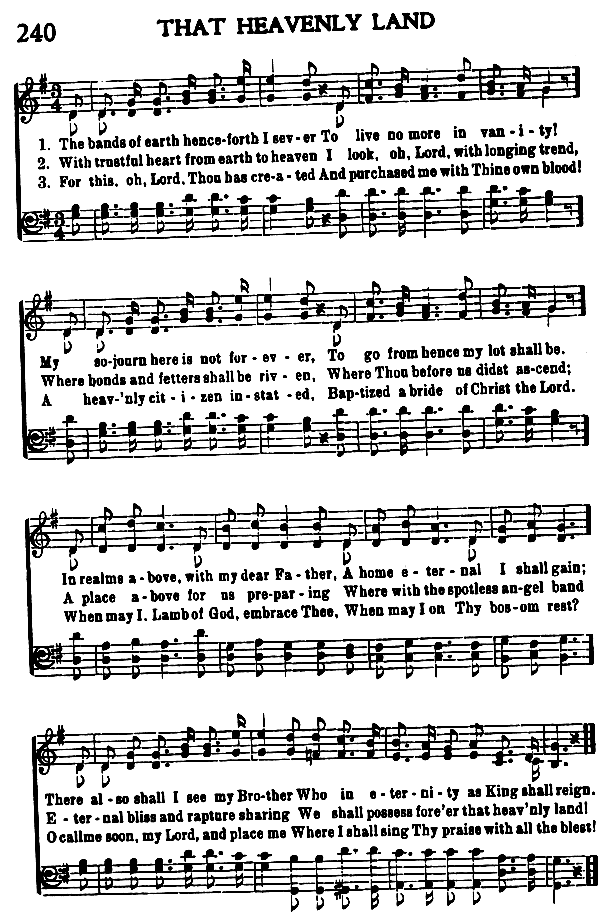 240 THAT HEAVENLY LAND
1. The bands of earth hence-forth I sev-er To live no more in van-i-ty!
2. With trustful heart from earth to heaven I look, oh, Lord, with longing trend,
3. For this, oh, Lord, Thou has cre-a-ted And purchased me with Thine own blood!
My so-journ here is not for-ev-er, To go from hence my lot shall be.
Where bonds and fetters shall be riv-en, Where Thou before us didst as-cend;
A heav-'nly cit-i-zen in-stat-ed, Bap-tized a bride of Christ the Lord.
In realms a-bove, with my dear Fa-ther, A home e-ter-nal I shall gain;
A place a-bove for us pre-par-ing Where with the spotless an-gel band
When may I, Lamb of God, embrace Thee, When may I on Thy bos-om rest?
There al-so shall I see my Bro-ther Who in e-ter-ni-ty as King shall reign.
E-ter-nal bliss and rapture sharing We shall possess fore'er that heav'nly land!
O call me soon, my Lord, and place me Where I shall sing Thy praise with all the blest!